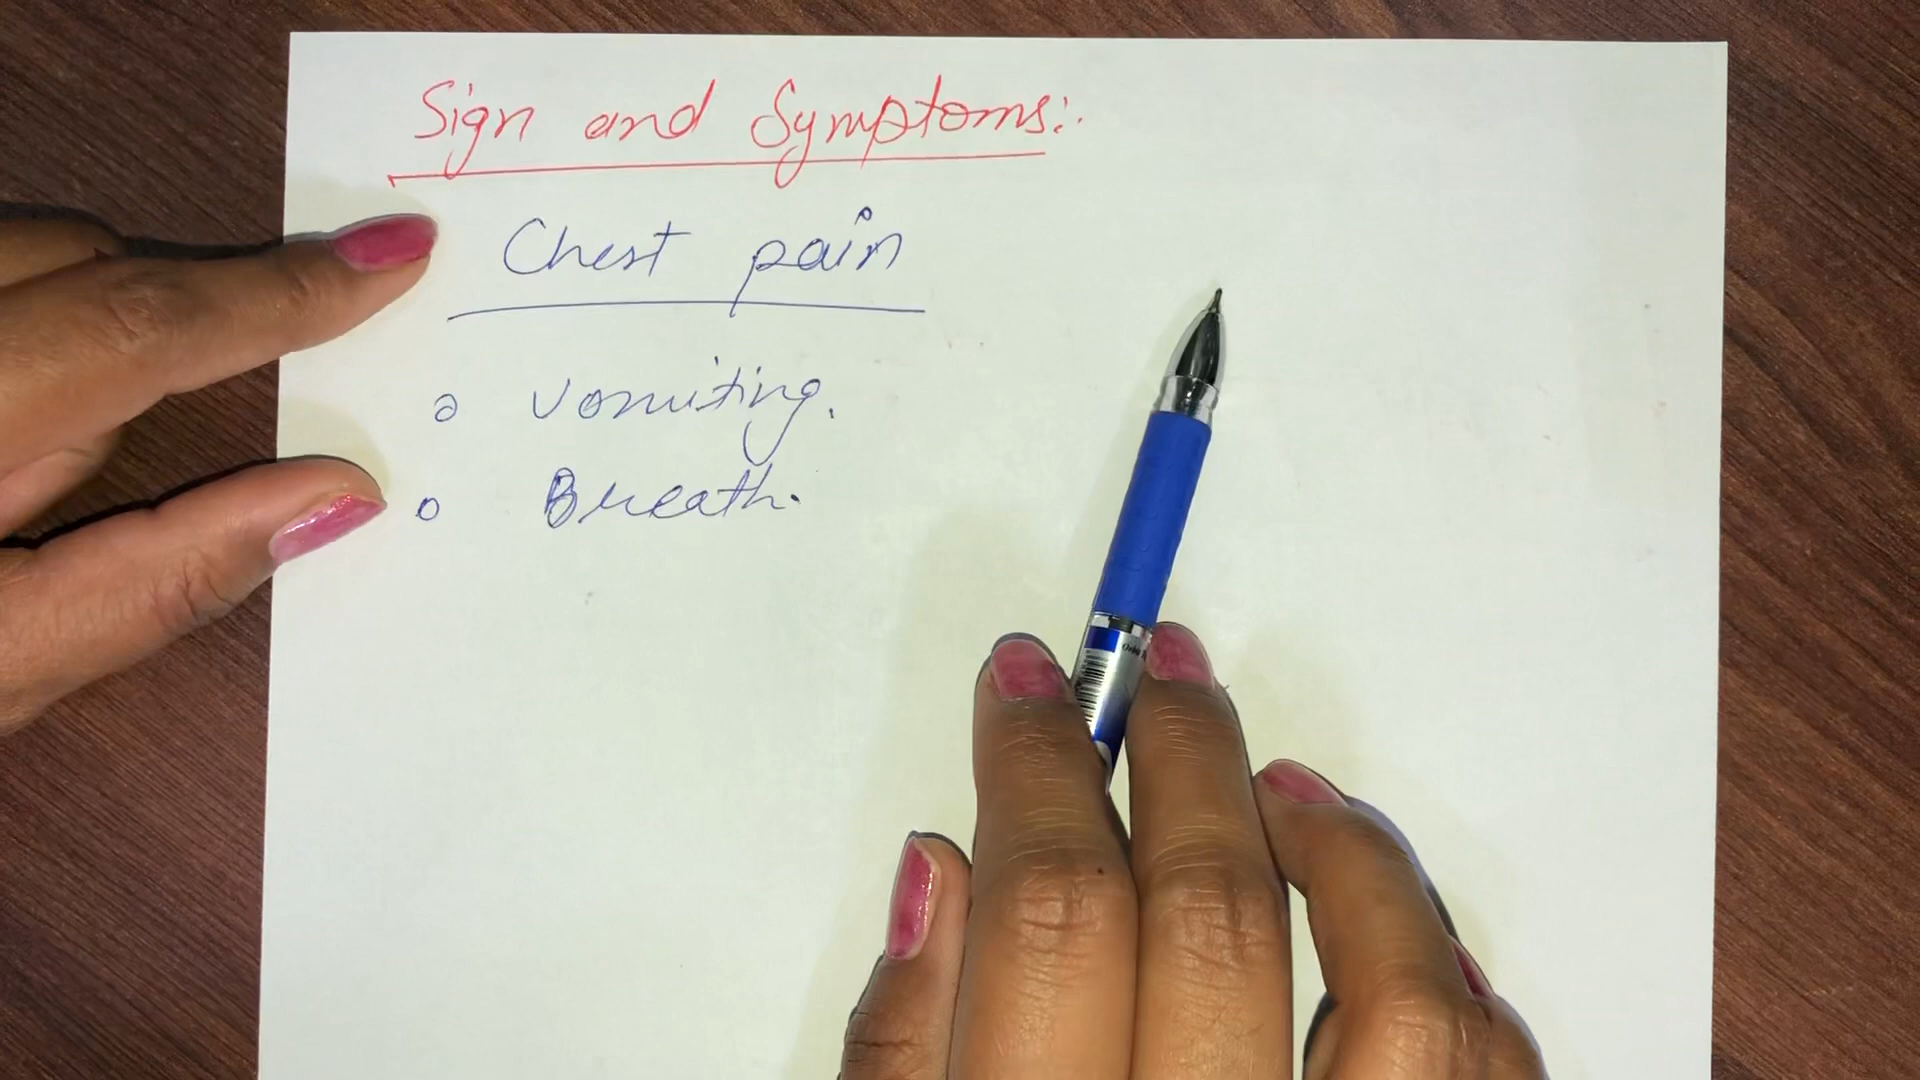 Sign and Symptoms:.
Chest pain
o Vomiting.
o Breath.